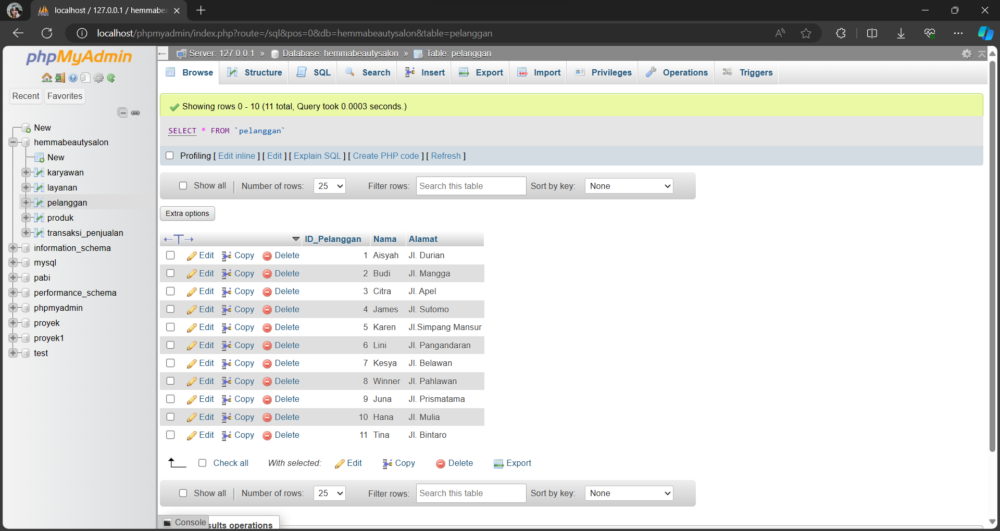 localhost / 127.0.0.1 / hemmabea
localhost/phpmyadmin/index.php?route=/sql&pos=0&db=hemmabeautysalon&table=pelanggan
phpMyAdmin
Recent Favorites
New
hemmabeautysalon
New
karyawan
layanan
pelanggan
produk
transaksi_penjualan
information_schema
mysql
pabi
performance_schema
phpmyadmin
proyek
proyek1
test
Server: 127.0.0.1 » Database: hemmabeautysalon » Table: pelanggan
Browse Structure SQL Search Insert Export Import Privileges Operations Triggers
Showing rows 0 - 10 (11 total, Query took 0.0003 seconds.)
SELECT * FROM `pelanggan`
Profiling [ Edit inline ] [ Edit ] [ Explain SQL ] [ Create PHP code ] [ Refresh ]
Show all Number of rows: 25 Filter rows: Search this table Sort by key: None
Extra options
ID_Pelanggan Nama Alamat
Edit Copy Delete 1 Aisyah Jl. Durian
Edit Copy Delete 2 Budi Jl. Mangga
Edit Copy Delete 3 Citra Jl. Apel
Edit Copy Delete 4 James Jl. Sutomo
Edit Copy Delete 5 Karen Jl.Simpang Mansur
Edit Copy Delete 6 Lini Jl. Pangandaran
Edit Copy Delete 7 Kesya Jl. Belawan
Edit Copy Delete 8 Winner Jl. Pahlawan
Edit Copy Delete 9 Juna Jl. Prismatama
Edit Copy Delete 10 Hana Jl. Mulia
Edit Copy Delete 11 Tina Jl. Bintaro
Check all With selected: Edit Copy Delete Export
Show all Number of rows: 25 Filter rows: Search this table Sort by key: None
Console sults operations